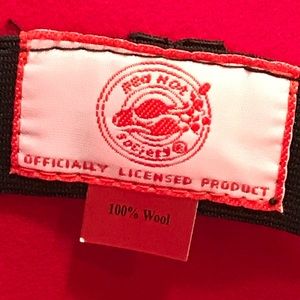 Red Hat
Society®
OFFICIALLY LICENSED PRODUCT
100% Wool